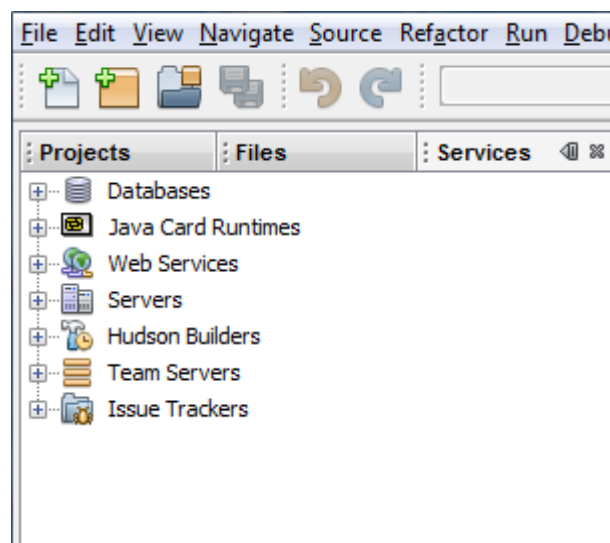 File Edit View Navigate Source Refactor Run Debu
Projects Files Services
Databases
Java Card Runtimes
Web Services
Servers
Hudson Builders
Team Servers
Issue Trackers